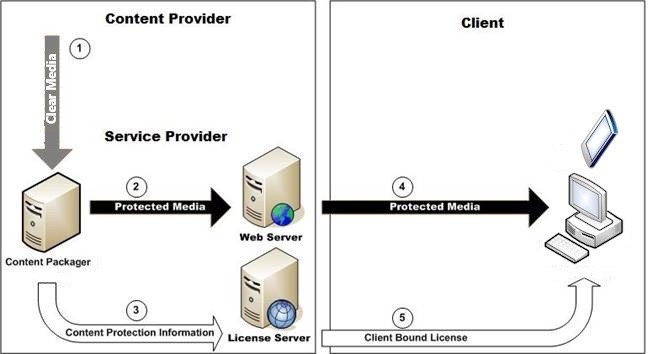 Content Provider
Client
1
Clear Media
Service Provider
2
Protected Media
4
Protected Media
Web Server
Content Packager
3
Content Protection Information
License Server
5
Client Bound License